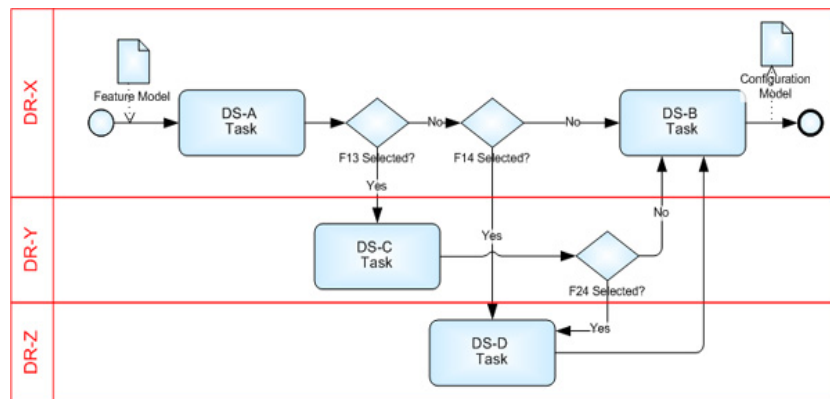 DR-X
Feature Model
DS-A
Task
F13 Selected?
No
F14 Selected?
No
DS-B
Task
Configuration
Model
Yes
DR-Y
DS-C
Task
Yes
F24 Selected?
No
DR-Z
DS-D
Task
Yes